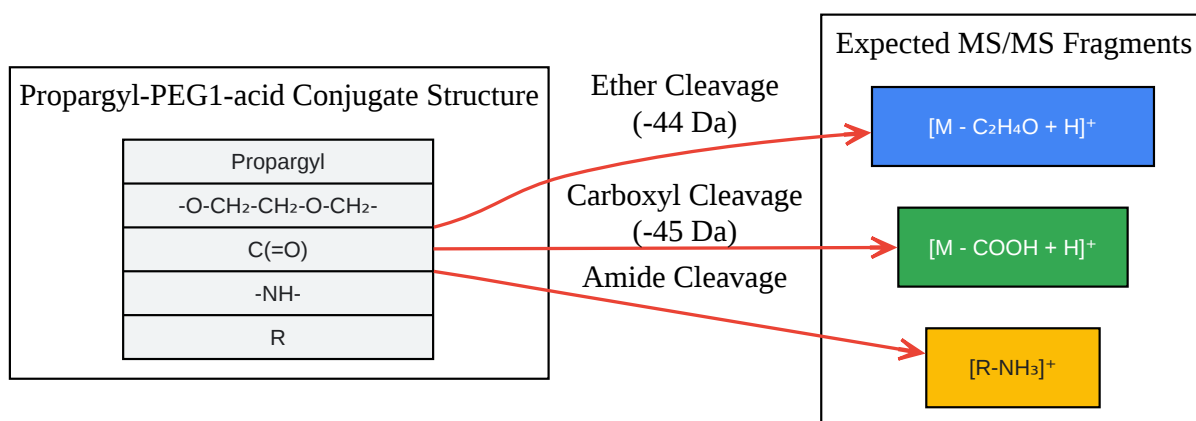 Propargyl-PEG1-acid Conjugate Structure
Propargyl
-O-CH₂-CH₂-O-CH₂-
C(=O)
-NH-
R
Ether Cleavage
(-44 Da)
Carboxyl Cleavage
(-45 Da)
Amide Cleavage
Expected MS/MS Fragments
[M - C₂H₄O + H]⁺
[M - COOH + H]⁺
[R-NH₃]⁺